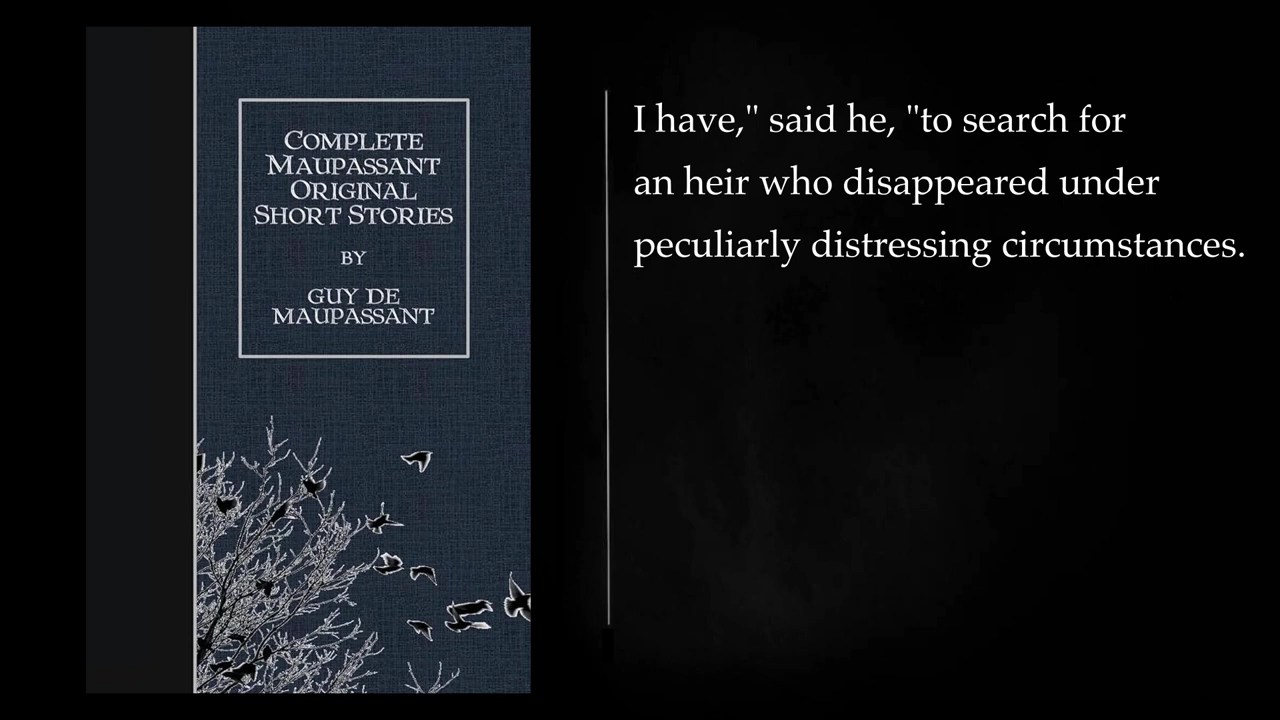 COMPLETE
MAUPASSANT
ORIGINAL
SHORT STORIES
BY
GUY DE
MAUPASSANT
I have," said he, "to search for
an heir who disappeared under
peculiarly distressing circumstances.